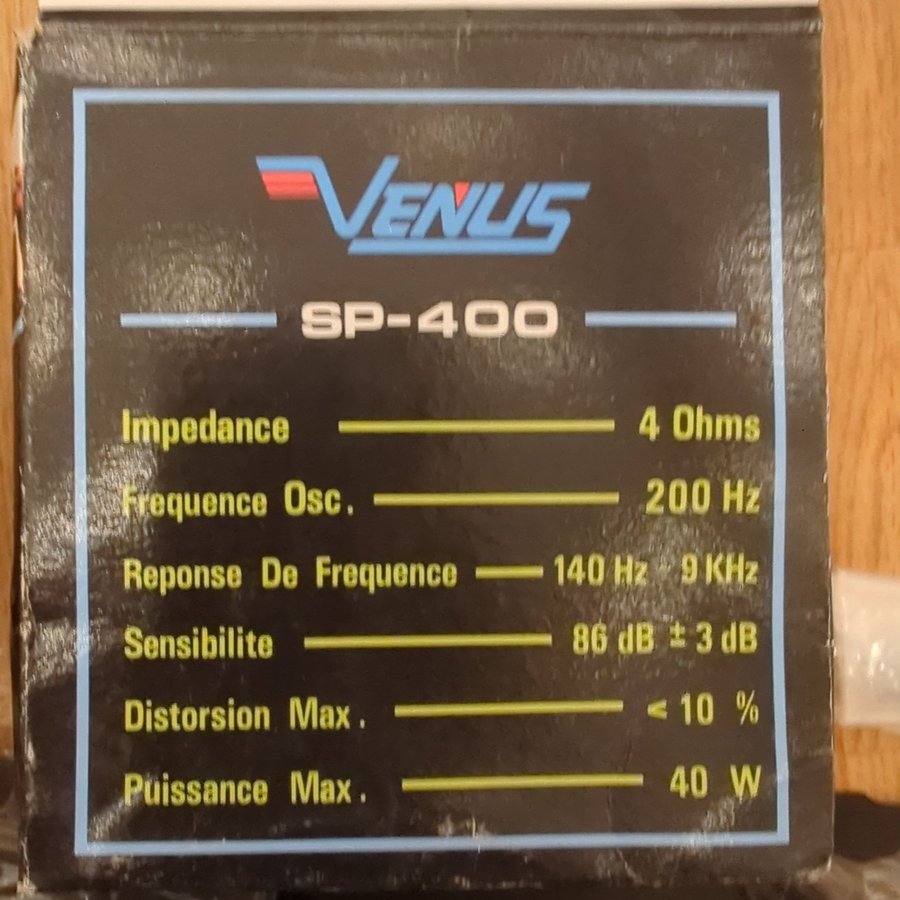 VENUS
SP-400
Impedance 4 Ohms
Frequence Osc. 200 Hz
Reponse De Frequence 140 Hz - 9 KHz
Sensibilite 86 dB ± 3 dB
Distorsion Max. < 10 %
Puissance Max. 40 W